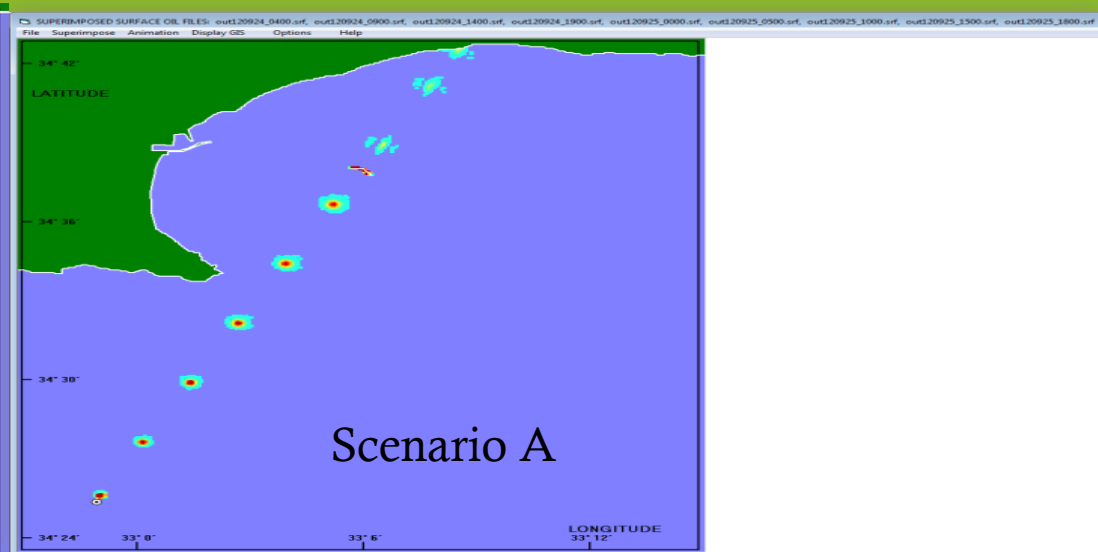 SUPERIMPOSED SURFACE OIL FILES: out120924_0400.srf, out120924_0900.srf, out120924_1400.srf, out120924_1900.srf, out120925_0000.srf, out120925_0500.srf, out120925_1000.srf, out120925_1500.srf, out120925_1800.srf
File Superimpose Animation Display GIS Options Help
34° 42'
LATITUDE
34° 36'
34° 30'
Scenario A
LONGITUDE
34° 24' 33° 0' 33° 6' 33° 12'